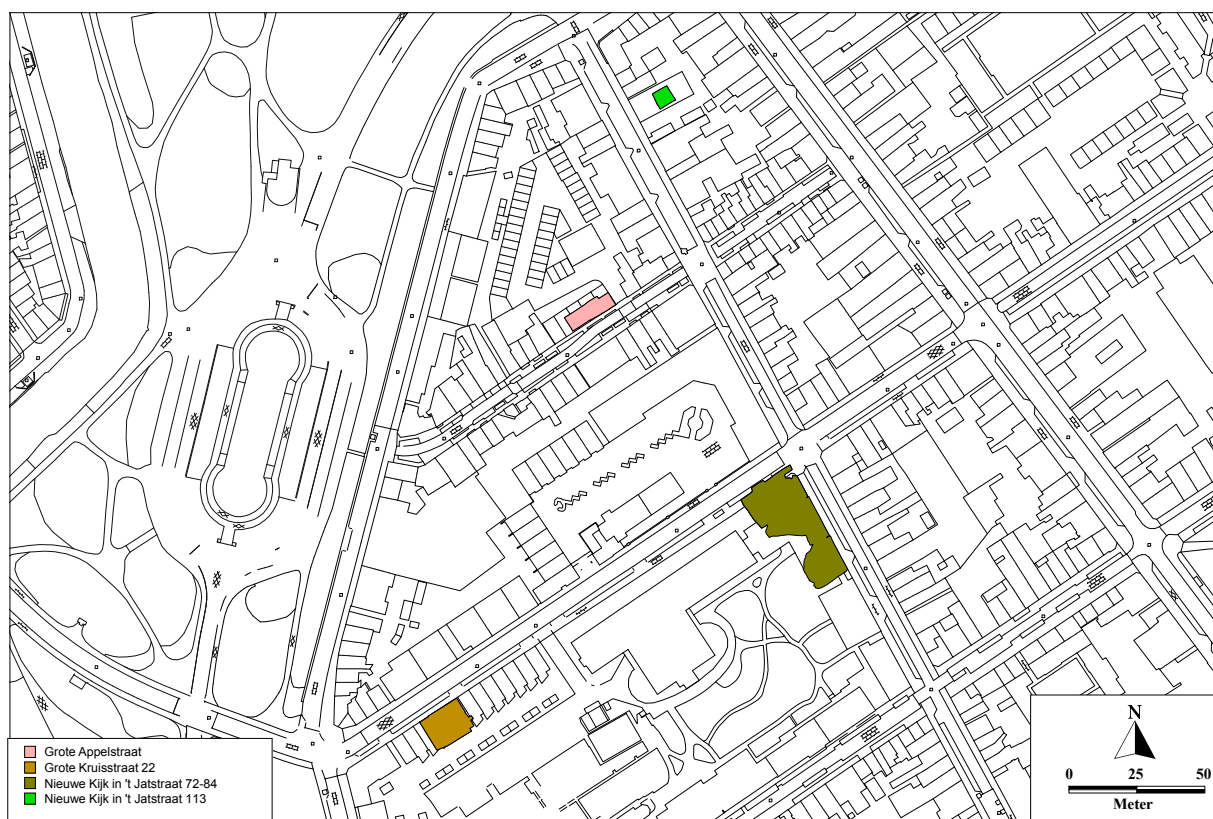 Grote Appelstraat
Grote Kruisstraat 22
Nieuwe Kijk in 't Jatstraat 72-84
Nieuwe Kijk in 't Jatstraat 113
N
0 25 50
Meter